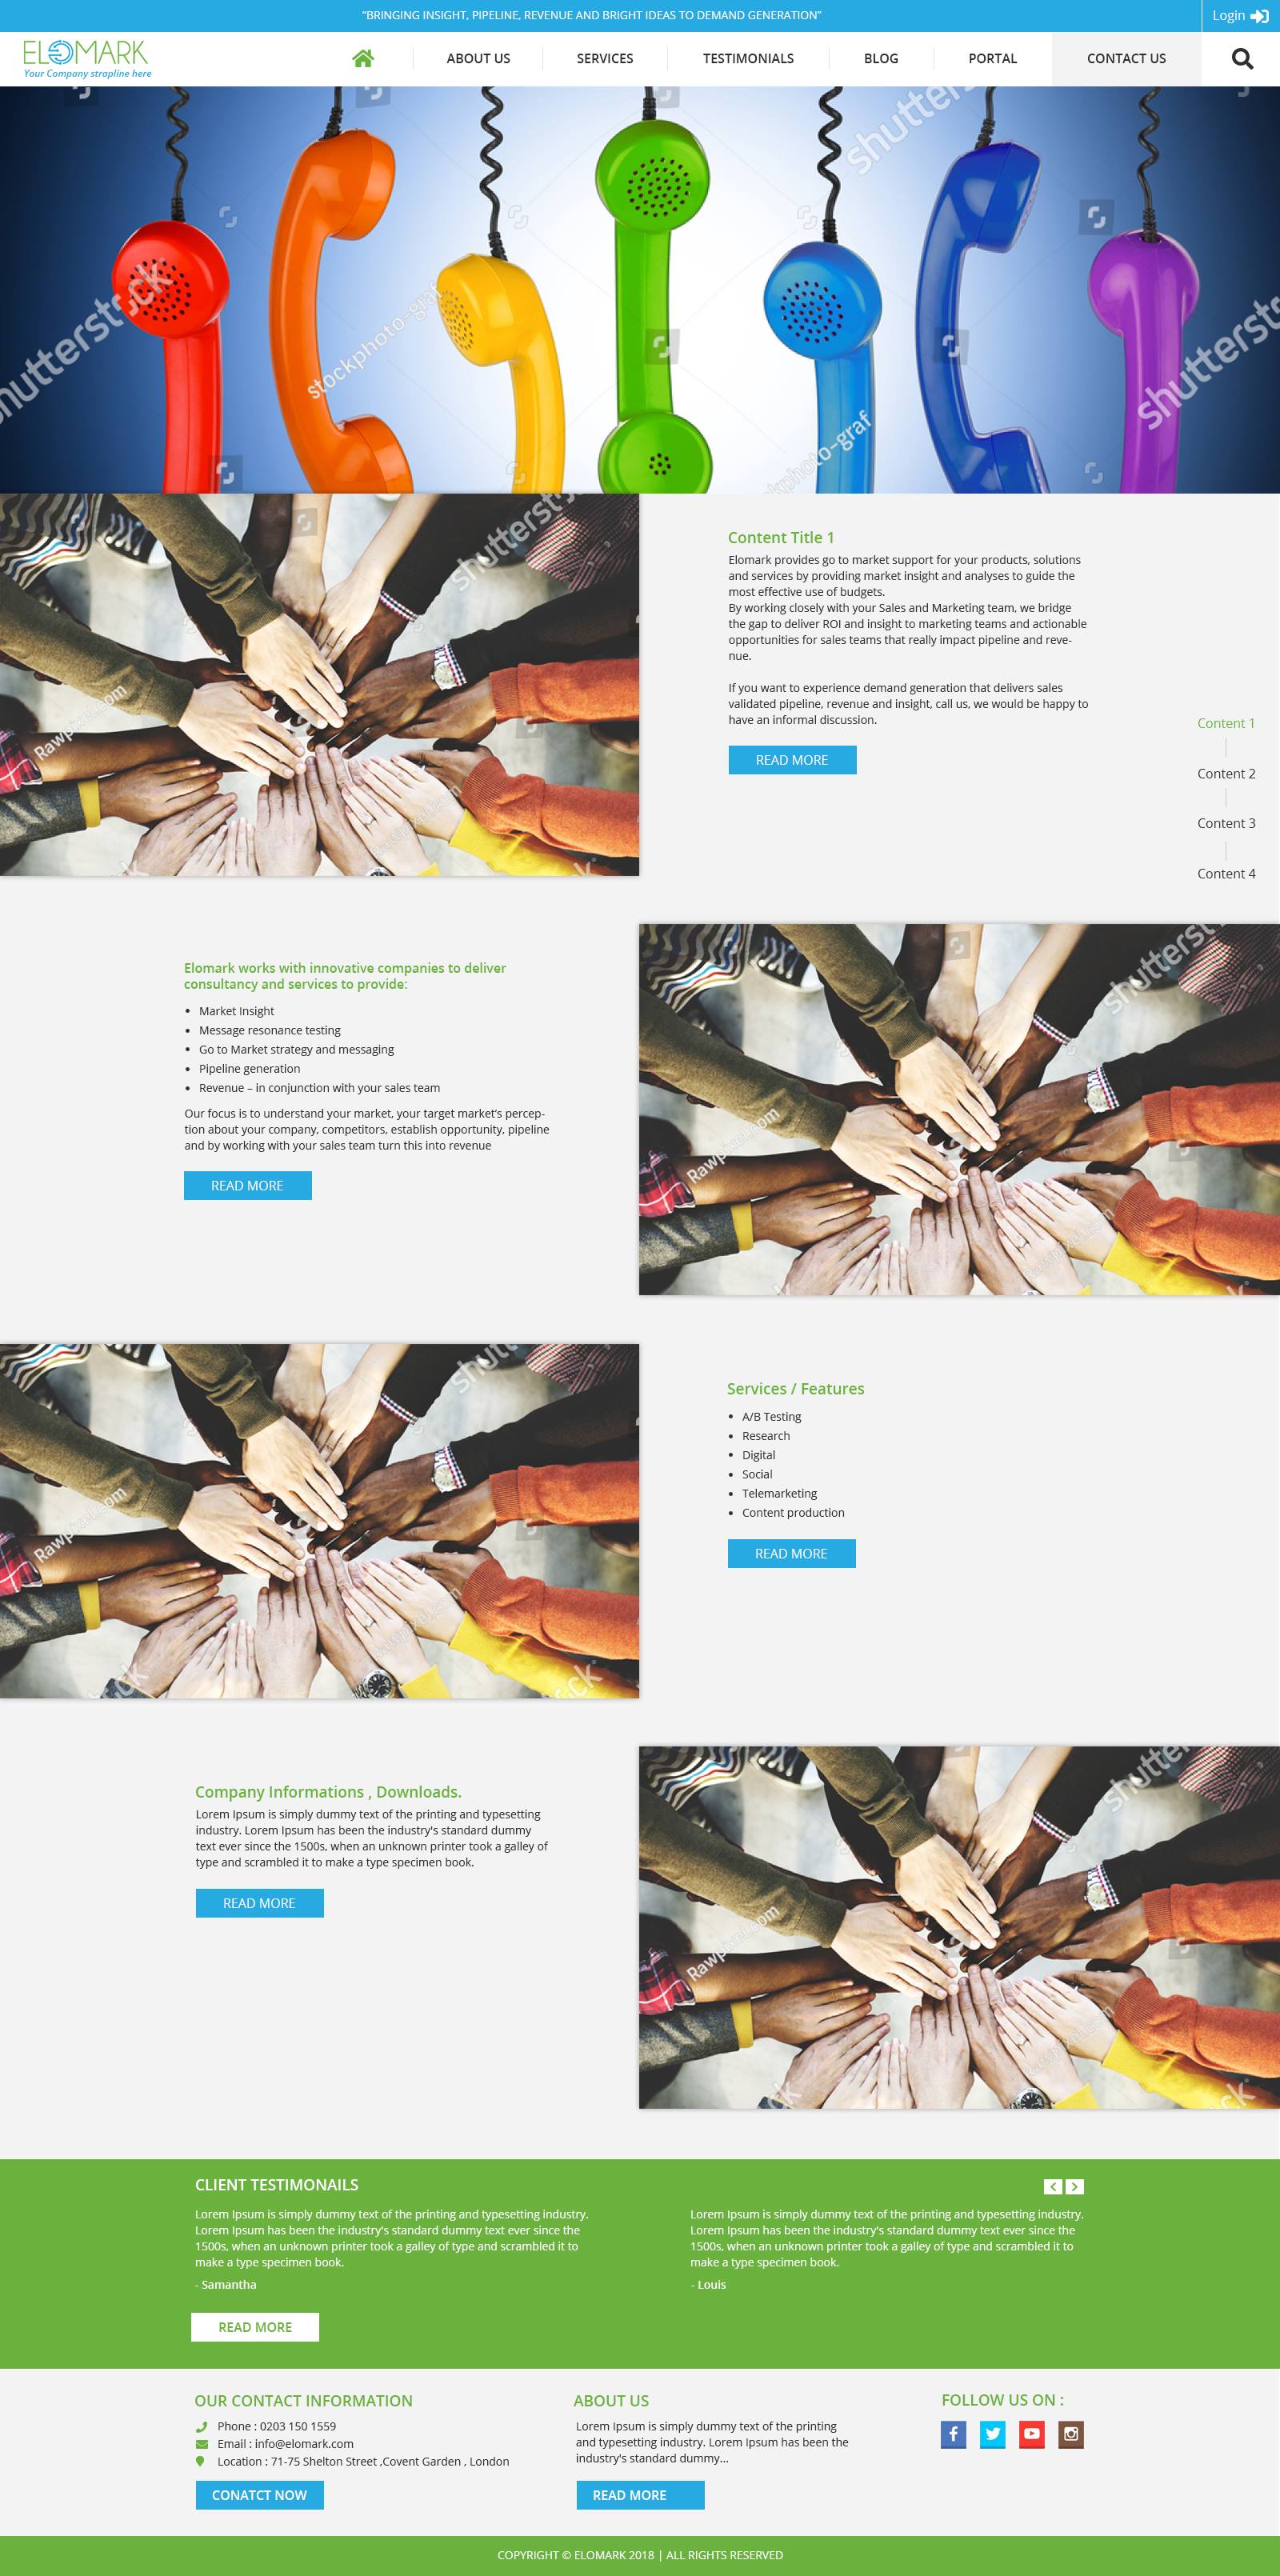 “BRINGING INSIGHT, PIPELINE, REVENUE AND BRIGHT IDEAS TO DEMAND GENERATION”
Login
ELOMARK
Your Company strapline here
ABOUT US
SERVICES
TESTIMONIALS
BLOG
PORTAL
CONTACT US
shutterstock
shutterstock
stockphoto-graf
shutterst
stockphoto-graf
shutterst
Rawpixel.com
Content Title 1
Elomark provides go to market support for your products, solutions
and services by providing market insight and analyses to guide the
most effective use of budgets.
By working closely with your Sales and Marketing team, we bridge
the gap to deliver ROI and insight to marketing teams and actionable
opportunities for sales teams that really impact pipeline and reve-
nue.
If you want to experience demand generation that delivers sales
validated pipeline, revenue and insight, call us, we would be happy to
have an informal discussion.
READ MORE
Content 1
Content 2
Content 3
Content 4
Elomark works with innovative companies to deliver
consultancy and services to provide:
• Market Insight
• Message resonance testing
• Go to Market strategy and messaging
• Pipeline generation
• Revenue – in conjunction with your sales team
Our focus is to understand your market, your target market’s percep-
tion about your company, competitors, establish opportunity, pipeline
and by working with your sales team turn this into revenue
READ MORE
shutterst
Rawpixel.com
shut
Rawpixel.com
Services / Features
• A/B Testing
• Research
• Digital
• Social
• Telemarketing
• Content production
READ MORE
Company Informations , Downloads.
Lorem Ipsum is simply dummy text of the printing and typesetting
industry. Lorem Ipsum has been the industry's standard dummy
text ever since the 1500s, when an unknown printer took a galley of
type and scrambled it to make a type specimen book.
READ MORE
shutter
Rawpixel.com
CLIENT TESTIMONAILS
Lorem Ipsum is simply dummy text of the printing and typesetting industry.
Lorem Ipsum has been the industry's standard dummy text ever since the
1500s, when an unknown printer took a galley of type and scrambled it to
make a type specimen book.
- Samantha
READ MORE
Lorem Ipsum is simply dummy text of the printing and typesetting industry.
Lorem Ipsum has been the industry's standard dummy text ever since the
1500s, when an unknown printer took a galley of type and scrambled it to
make a type specimen book.
- Louis
OUR CONTACT INFORMATION
Phone : 0203 150 1559
Email : info@elomark.com
Location : 71-75 Shelton Street ,Covent Garden , London
CONATCT NOW
ABOUT US
Lorem Ipsum is simply dummy text of the printing
and typesetting industry. Lorem Ipsum has been the
industry's standard dummy...
READ MORE
FOLLOW US ON :
COPYRIGHT © ELOMARK 2018 | ALL RIGHTS RESERVED